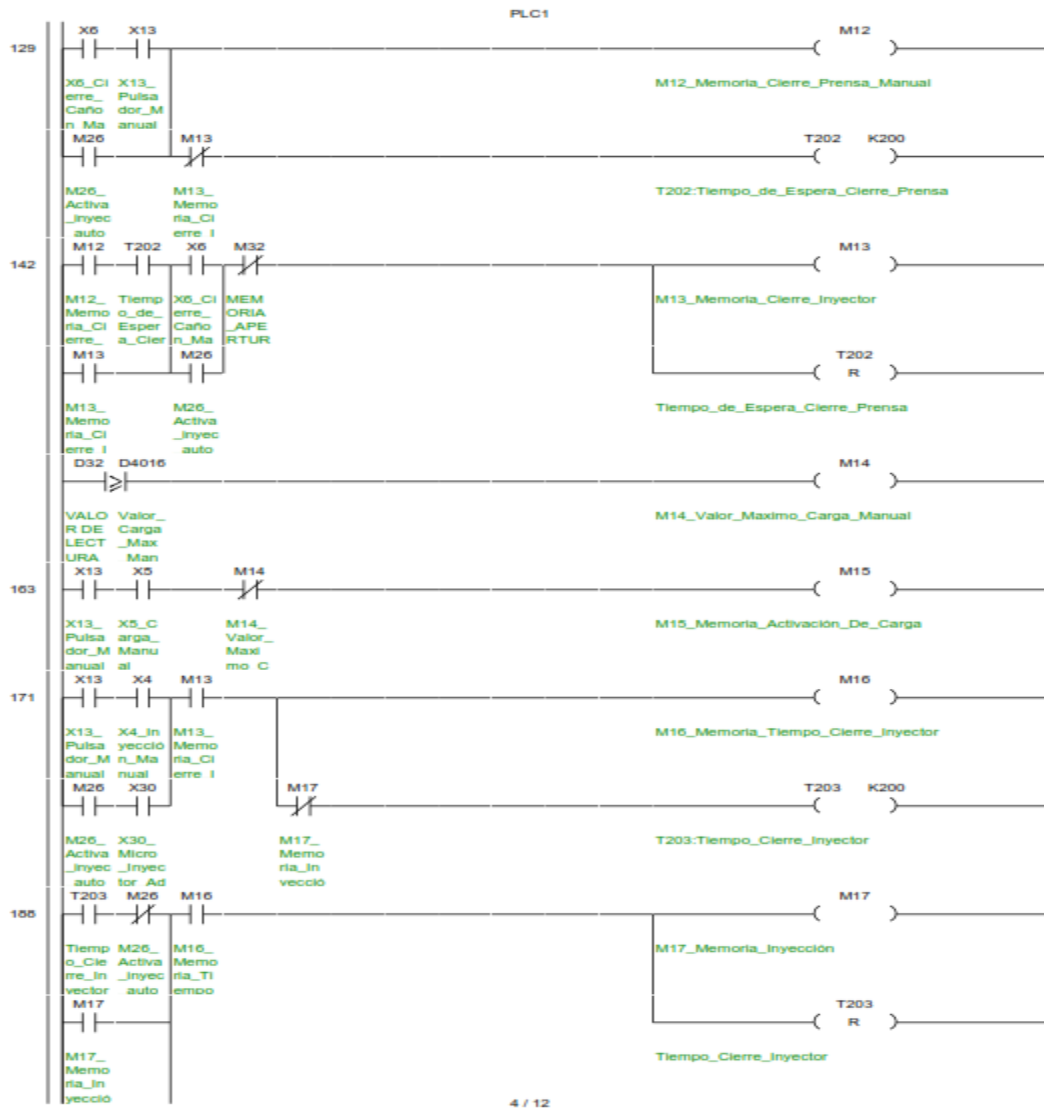 PLC1
X6 X13 M12
129
X6_Ci X13_ M12_Memoria_Cierre_Prensa_Manual
erre_ Pulsa
Caño dor_M
n_Ma anual
M26 M13 T202 K200
M26_ M13_ T202:Tiempo_de_Espera_Cierre_Prensa
Activa Memo
_inyec ria_Ci
auto erre_I
M12 T202 X6 M32 M13
142
M12_ Tiemp X6_Ci MEM M13_Memoria_Cierre_Inyector
Memo o_de_ erre_ ORIA
ria_Ci Esper Caño _APE
erre_ a_Cier n_Ma RTUR
M13 M26 T202
R
M13_ M26_ Tiempo_de_Espera_Cierre_Prensa
Memo Activa
ria_Ci _inyec
erre_I auto
D32 D4016 M14
≥
VALO Valor_ M14_Valor_Maximo_Carga_Manual
R DE Carga
LECT _Max
URA Man
X13 X5 M14 M15
163
X13_ X5_C M14_ M15_Memoria_Activación_De_Carga
Pulsa arga_ Valor_
dor_M Manu Maxi
anual al mo_C
X13 X4 M13 M16
171
X13_ X4_In M13_ M16_Memoria_Tiempo_Cierre_Inyector
Pulsa yecció Memo
dor_M n_Ma ria_Ci
anual nual erre_I
M26 X30 M17 T203 K200
M26_ X30_ M17_ T203:Tiempo_Cierre_Inyector
Activa Micro Memo
_inyec _Inyec ria_In
auto tor_Ad yecció
T203 M26 M16 M17
188
Tiemp M26_ M16_ M17_Memoria_Inyección
o_Cie Activa Memo
rre_In _inyec ria_Ti
yector auto empo
M17 T203
R
M17_ Tiempo_Cierre_Inyector
Memo
ria_In
yecció
4 / 12